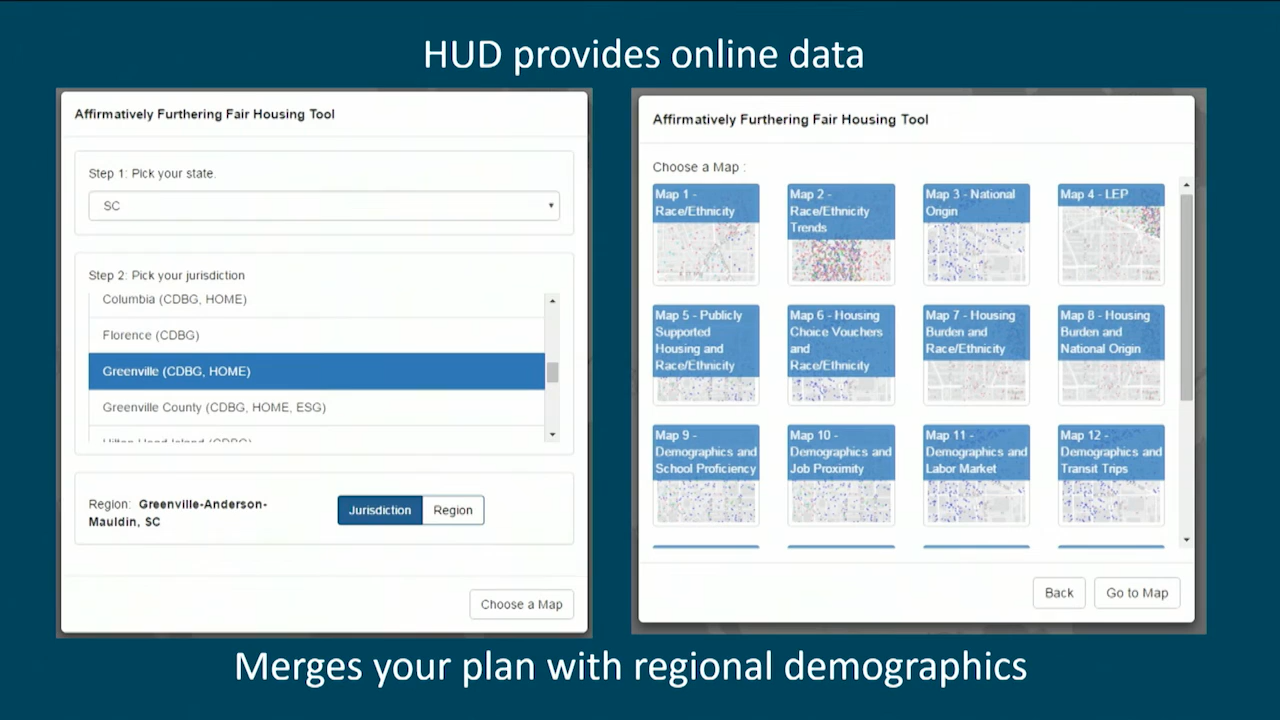 HUD provides online data
Affirmatively Furthering Fair Housing Tool
Step 1: Pick your state.
SC
Step 2: Pick your jurisdiction
Columbia (CDBG, HOME)
Florence (CDBG)
Greenville (CDBG, HOME)
Greenville County (CDBG, HOME, ESG)
Hilton Head Island (CDBG)
Region: Greenville-Anderson-
Mauldin, SC
Jurisdiction
Region
Choose a Map
Affirmatively Furthering Fair Housing Tool
Choose a Map :
Map 1 -
Race/Ethnicity
Map 2 -
Race/Ethnicity
Trends
Map 3 - National
Origin
Map 4 - LEP
Map 5 - Publicly
Supported
Housing and
Race/Ethnicity
Map 6 - Housing
Choice Vouchers
and
Race/Ethnicity
Map 7 - Housing
Burden and
Race/Ethnicity
Map 8 - Housing
Burden and
National Origin
Map 9 -
Demographics and
School Proficiency
Map 10 -
Demographics and
Job Proximity
Map 11 -
Demographics and
Labor Market
Map 12 -
Demographics and
Transit Trips
Back
Go to Map
Merges your plan with regional demographics